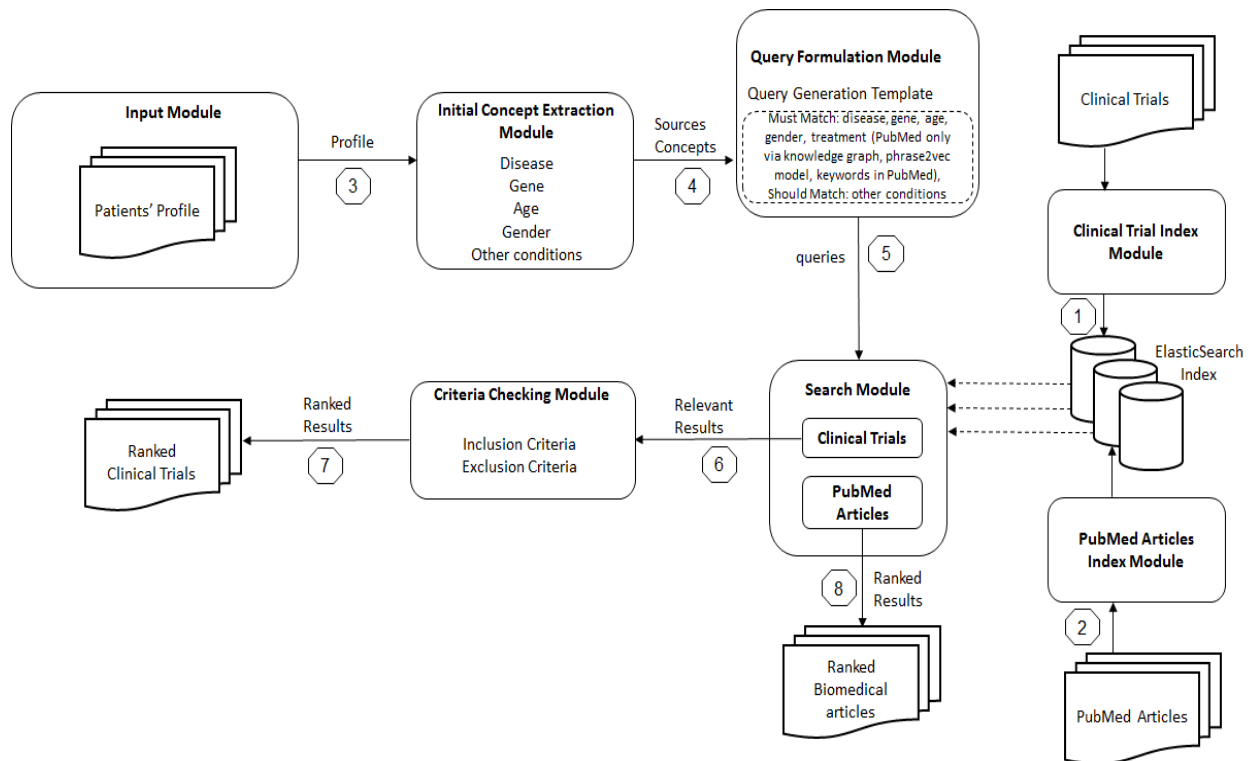 Input Module
Patients' Profile
Profile
3
Initial Concept Extraction
Module
Disease
Gene
Age
Gender
Other conditions
Sources
Concepts
4
Query Formulation Module
Query Generation Template
Must Match: disease, gene, age,
gender, treatment (PubMed only
via knowledge graph, phrase2vec
model, keywords in PubMed),
Should Match: other conditions
queries
5
Clinical Trials
Clinical Trial Index
Module
1
ElasticSearch
Index
Search Module
Clinical Trials
PubMed
Articles
Relevant
Results
6
Criteria Checking Module
Inclusion Criteria
Exclusion Criteria
Ranked
Results
7
Ranked
Clinical Trials
8
Ranked
Results
Ranked
Biomedical
articles
PubMed Articles
Index Module
2
PubMed Articles